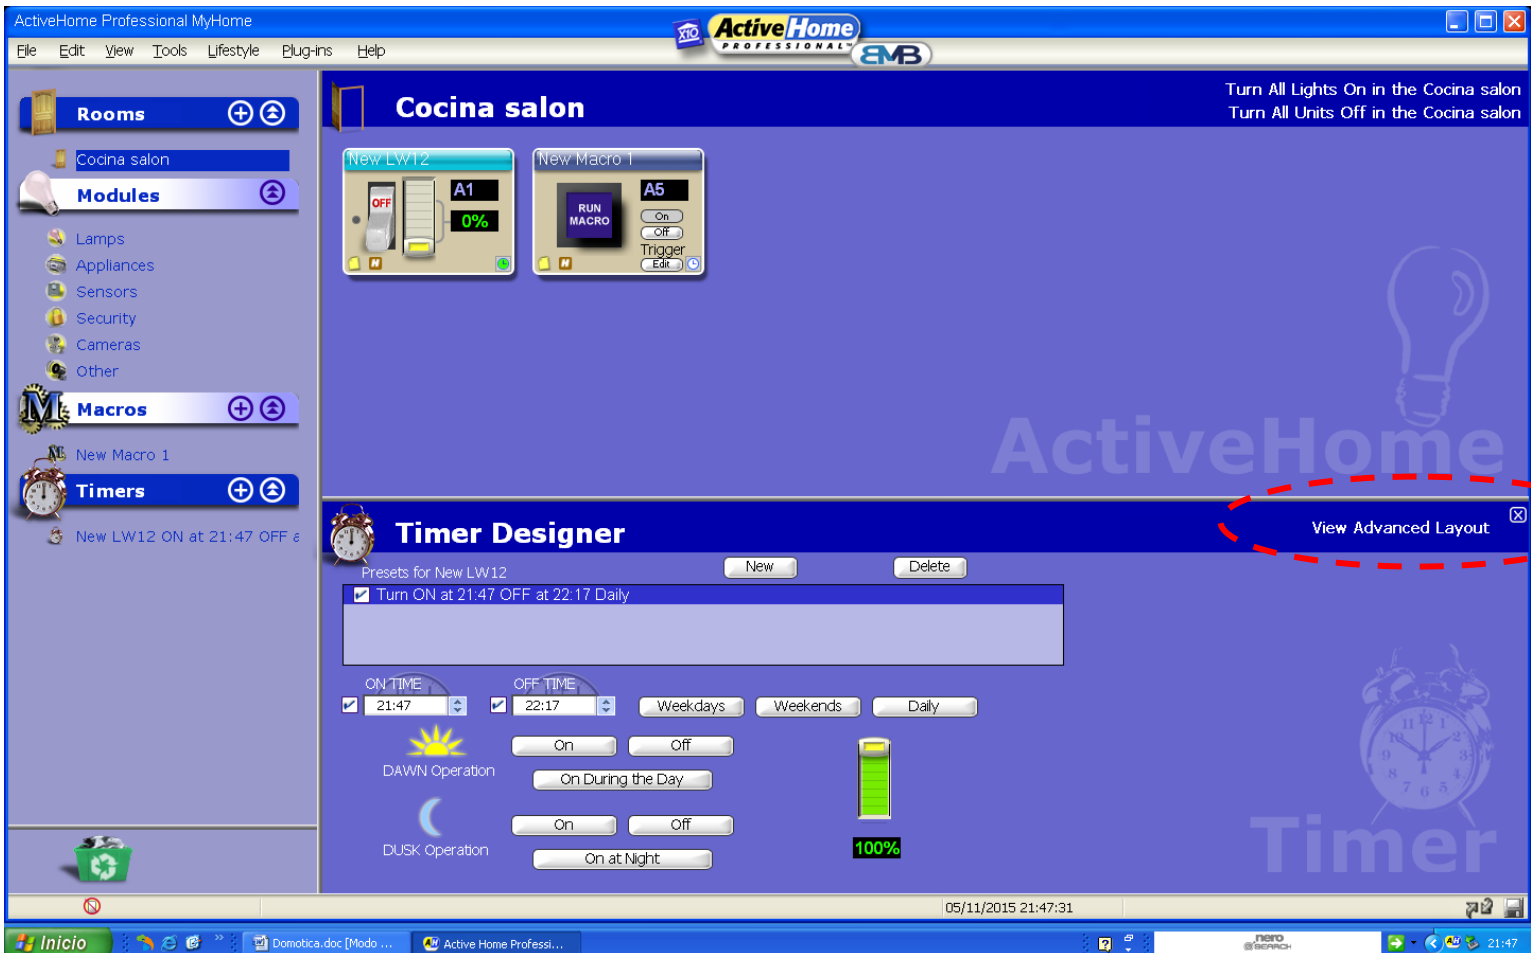 ActiveHome Professional MyHome
File Edit View Tools Lifestyle Plug-ins Help
X10 ActiveHome
PROFESSIONAL™
BMB
Rooms
Cocina salon
Modules
Lamps
Appliances
Sensors
Security
Cameras
Other
Macros
New Macro 1
Timers
New LW12 ON at 21:47 OFF a
Cocina salon
Turn All Lights On in the Cocina salon
Turn All Units Off in the Cocina salon
New LW12
OFF
A1
0%
New Macro 1
RUN
MACRO
A5
On
Off
Trigger
Edit
ActiveHome
Timer Designer
View Advanced Layout
Presets for New LW12
New Delete
Turn ON at 21:47 OFF at 22:17 Daily
ON TIME OFF TIME
21:47 22:17 Weekdays Weekends Daily
On Off
DAWN Operation
On During the Day
On Off
DUSK Operation
On at Night
100%
Timer
05/11/2015 21:47:31
Inicio
Domotica.doc [Modo ...
Active Home Professi...
nero
SEARCH
21:47